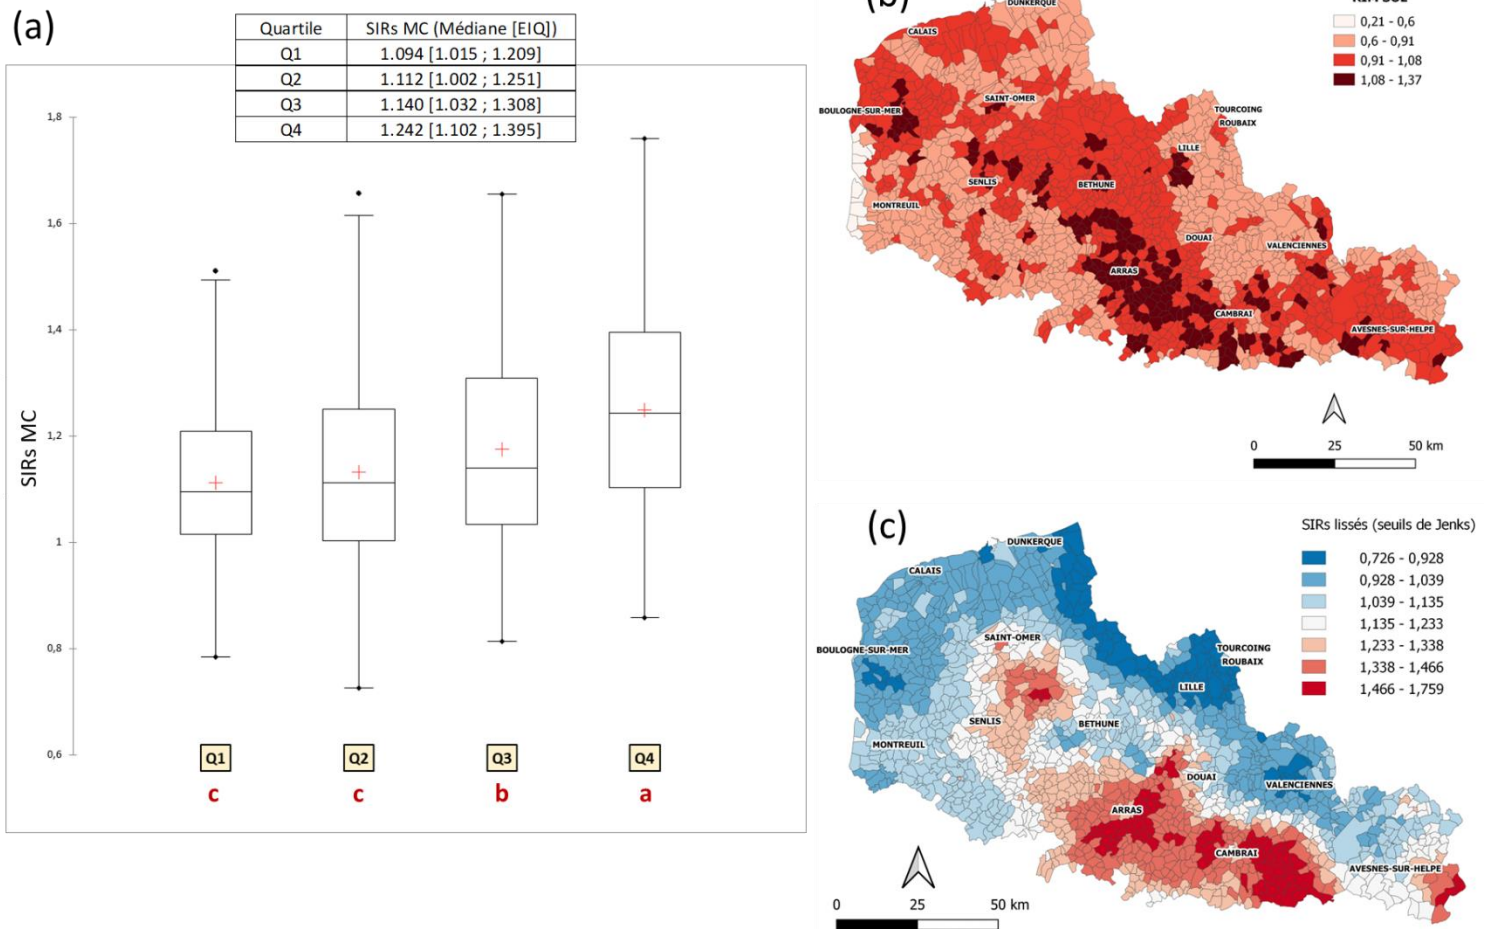 (a)
Quartile SIRs MC (Médiane [EIQ])
Q1 1.094 [1.015 ; 1.209]
Q2 1.112 [1.002 ; 1.251]
Q3 1.140 [1.032 ; 1.308]
Q4 1.242 [1.102 ; 1.395]
SIRs MC
1,8
1,6
1,4
1,2
1
0,8
0,6
Q1 Q2 Q3 Q4
c c b a
(b)
0,21 - 0,6
0,6 - 0,91
0,91 - 1,08
1,08 - 1,37
DUNKERQUE
CALAIS
SAINT-OMER
BOULOGNE-SUR-MER
TOURCOING
ROUBAIX
LILLE
SENLIS
BETHUNE
MONTREUIL
DOUAI
VALENCIENNES
ARRAS
CAMBRAI
AVESNES-SUR-HELPE
0 25 50 km
(c)
SIRs lissés (seuils de Jenks)
0,726 - 0,928
0,928 - 1,039
1,039 - 1,135
1,135 - 1,233
1,233 - 1,338
1,338 - 1,466
1,466 - 1,759
DUNKERQUE
CALAIS
SAINT-OMER
BOULOGNE-SUR-MER
TOURCOING
ROUBAIX
LILLE
SENLIS
BETHUNE
MONTREUIL
DOUAI
VALENCIENNES
ARRAS
CAMBRAI
AVESNES-SUR-HELPE
0 25 50 km